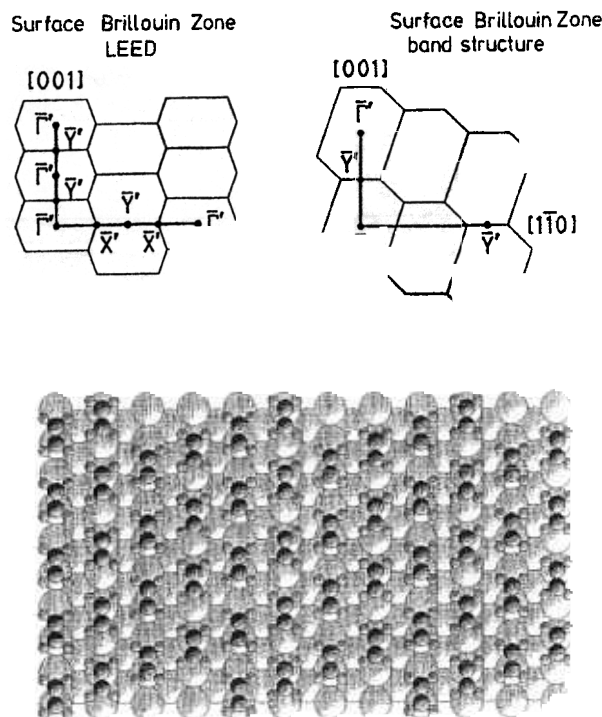 Surface Brillouin Zone
LEED
[001]
Γ̄'
Ȳ'
Γ̄'
Ȳ'
Γ̄'
X̄'
Ȳ'
X̄'
Γ̄'
Surface Brillouin Zone
band structure
[001]
Γ̄'
Ȳ"
[11̄0]
Ȳ'